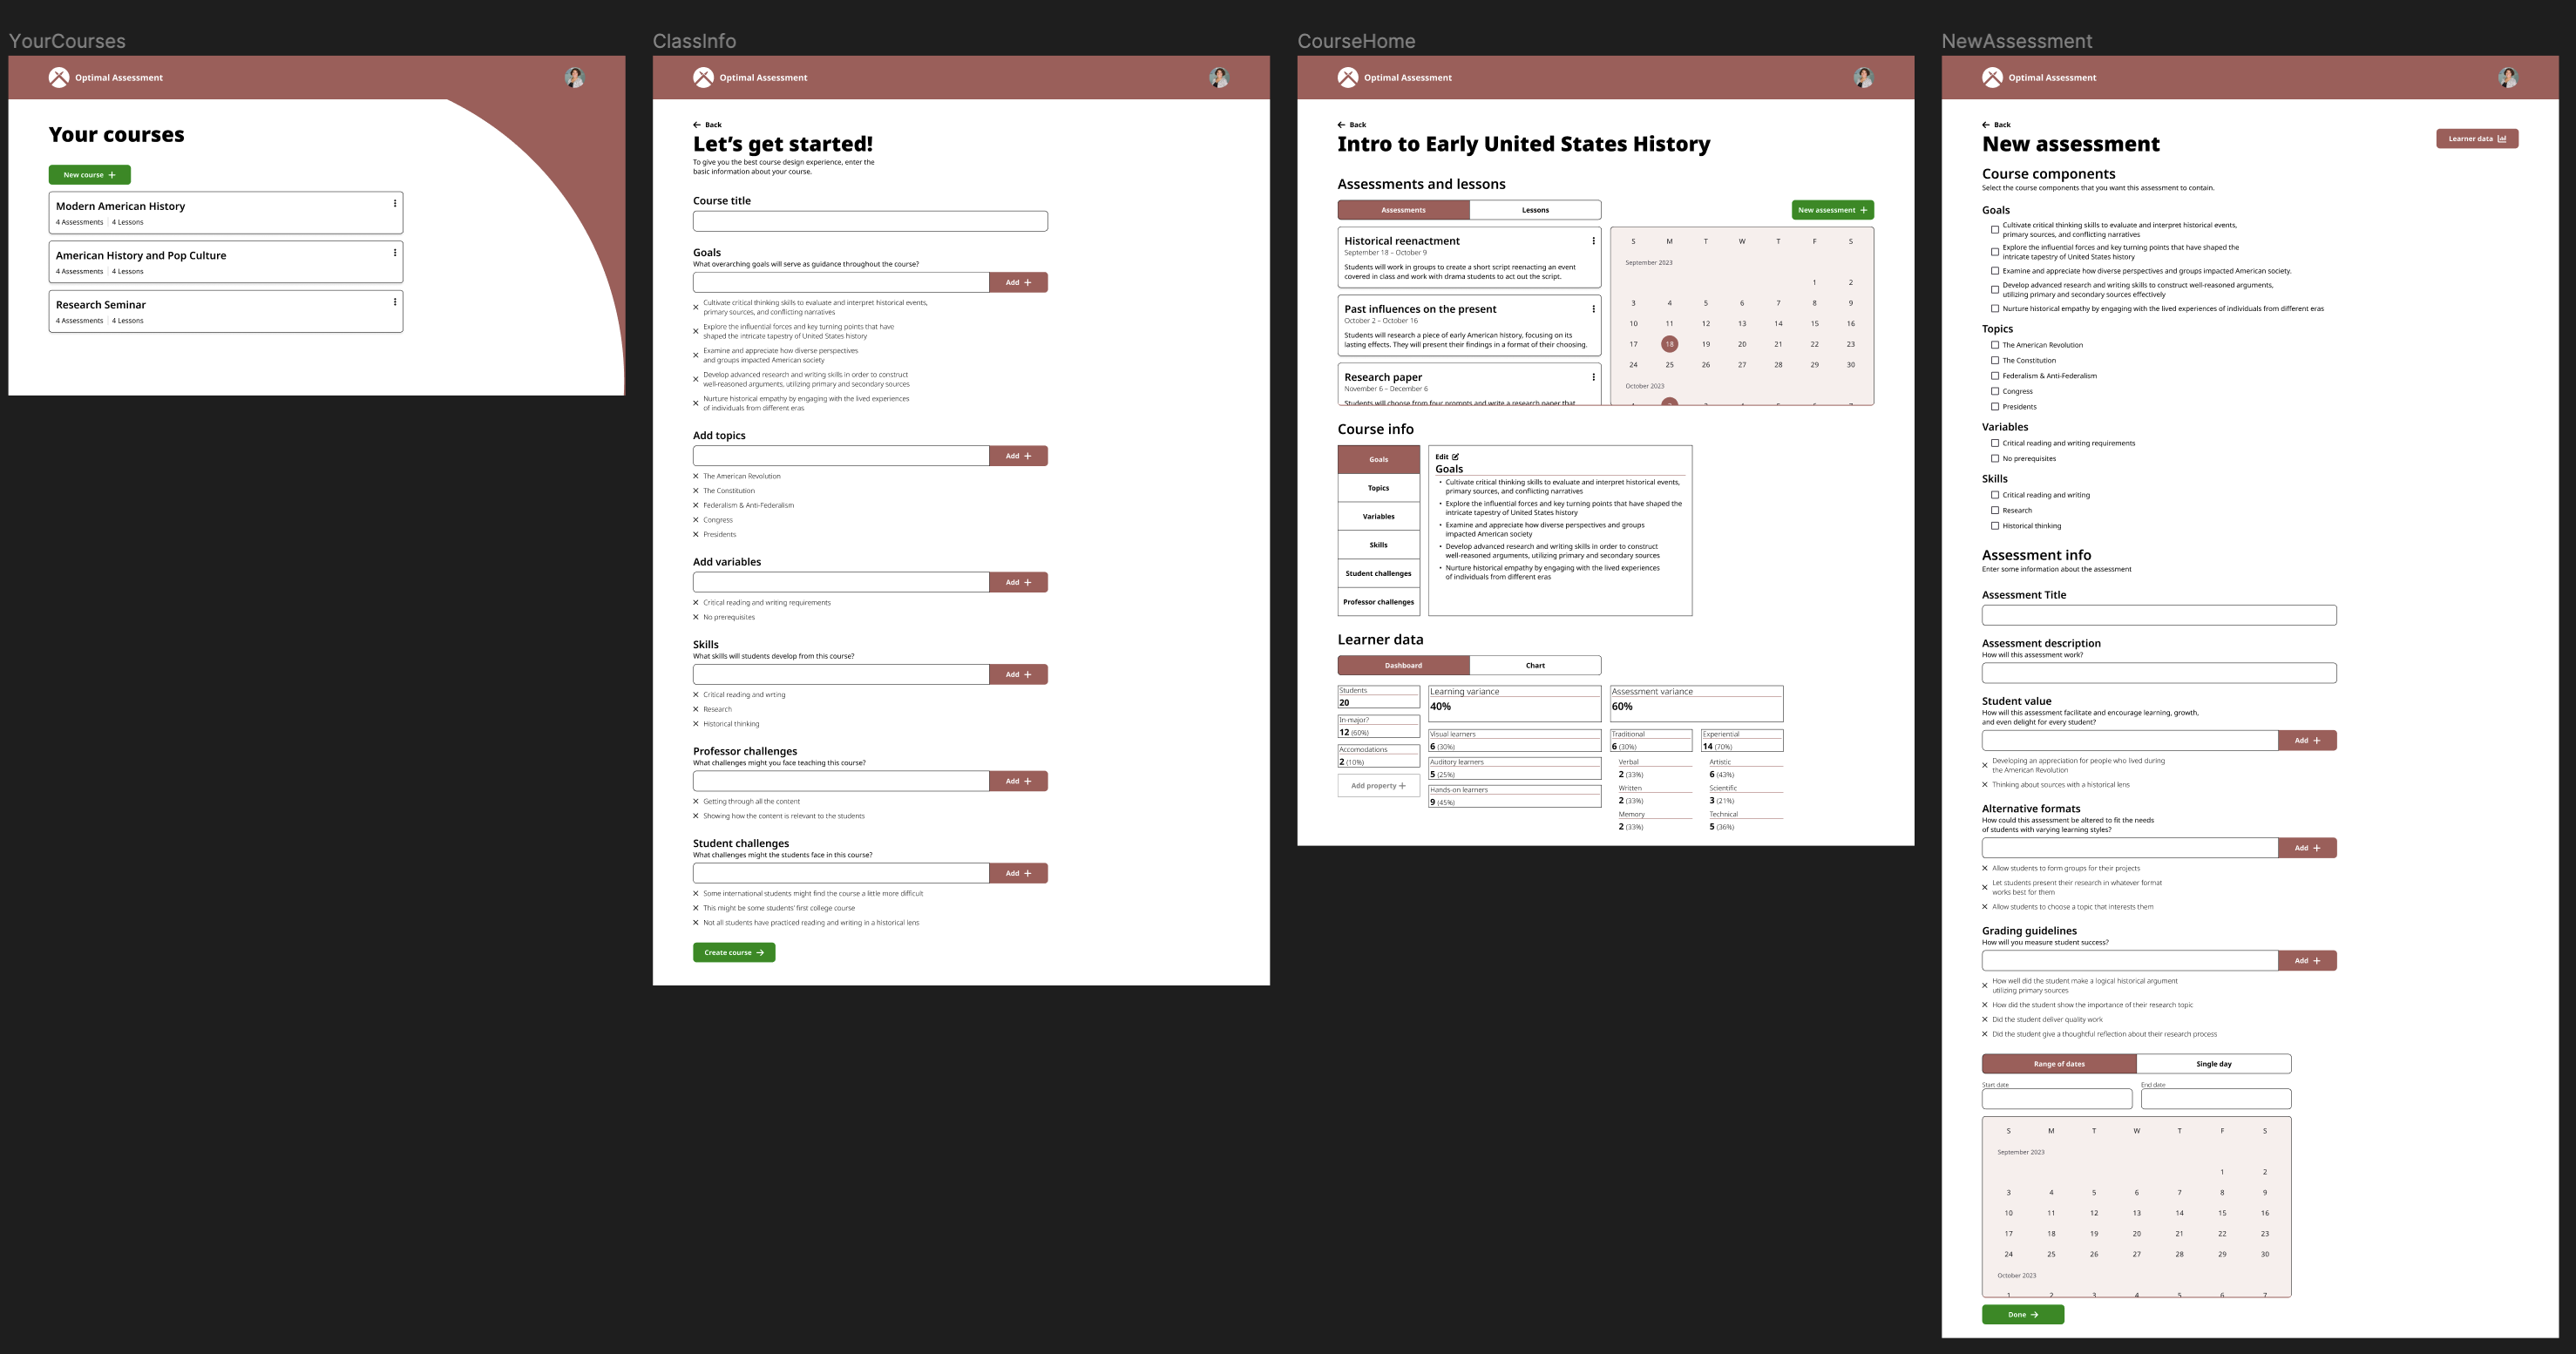 YourCourses
Optimal Assessment
Your courses
New course
Modern American History
4 Assessments 4 Lessons
American History and Pop Culture
4 Assessments 4 Lessons
Research Seminar
4 Assessments 4 Lessons
ClassInfo
Optimal Assessment
Back
Let's get started!
To give you the best course design experience, enter the
basic information about your course.
Course title
Goals
What overarching goals will serve as guidance throughout the course?
Add
Cultivate critical thinking skills to evaluate and interpret historical events,
primary sources, and conflicting narratives
Explore the influential forces and key turning points that have
shaped the intricate tapestry of United States history
Examine and appreciate how diverse perspectives
and groups impacted American society
Develop advanced research and writing skills in order to construct
well-reasoned arguments, utilizing primary and secondary sources
Nurture historical empathy by engaging with the lived experiences
of individuals from different eras
Add topics
Add
The American Revolution
The Constitution
Federalism & Anti-Federalism
Congress
Presidents
Add variables
Add
Critical reading and writing requirements
No prerequisites
Skills
What skills will students develop from this course?
Add
Critical reading and wrting
Research
Historical thinking
Professor challenges
What challenges might you face teaching this course?
Add
Getting through all the content
Showing how the content is relevant to the students
Student challenges
What challenges might the students face in this course?
Add
Some international students might find the course a little more difficult
This might be some students' first college course
Not all students have practiced reading and writing in a historical lens
Create course
CourseHome
Optimal Assessment
Back
Intro to Early United States History
Assessments and lessons
Assessments Lessons
New assessment
Historical reenactment
September 18 – October 9
Students will work in groups to create a short script reenacting an event
covered in class and work with drama students to act out the script.
Past influences on the present
October 2 – October 16
Students will research a piece of early American history, focusing on its
lasting effects. They will present their findings in a format of their choosing.
Research paper
November 6 – December 6
Students will choose from four prompts and write a research paper that
S M T W T F S
September 2023
1 2
3 4 5 6 7 8 9
10 11 12 13 14 15 16
17 18 19 20 21 22 23
24 25 26 27 28 29 30
October 2023
Course info
Goals
Topics
Variables
Skills
Student challenges
Professor challenges
Edit
Goals
• Cultivate critical thinking skills to evaluate and interpret historical events,
primary sources, and conflicting narratives
• Explore the influential forces and key turning points that have shaped the
intricate tapestry of United States history
• Examine and appreciate how diverse perspectives and groups
impacted American society
• Develop advanced research and writing skills in order to construct
well-reasoned arguments, utilizing primary and secondary sources
• Nurture historical empathy by engaging with the lived experiences
of individuals from different eras
Learner data
Dashboard Chart
Students
20
In-major?
12 (60%)
Accomodations
2 (10%)
Add property
Learning variance
40%
Visual learners
6 (30%)
Auditory learners
5 (25%)
Hands-on learners
9 (45%)
Assessment variance
60%
Traditional
6 (30%)
Verbal
2 (33%)
Written
2 (33%)
Memory
2 (33%)
Experiential
14 (70%)
Artistic
6 (43%)
Scientific
3 (21%)
Technical
5 (36%)
NewAssessment
Optimal Assessment
Back
New assessment
Learner data
Course components
Select the course components that you want this assessment to contain.
Goals
Cultivate critical thinking skills to evaluate and interpret historical events,
primary sources, and conflicting narratives
Explore the influential forces and key turning points that have shaped the
intricate tapestry of United States history
Examine and appreciate how diverse perspectives and groups impacted American society.
Develop advanced research and writing skills to construct well-reasoned arguments,
utilizing primary and secondary sources effectively
Nurture historical empathy by engaging with the lived experiences of individuals from different eras
Topics
The American Revolution
The Constitution
Federalism & Anti-Federalism
Congress
Presidents
Variables
Critical reading and writing requirements
No prerequisites
Skills
Critical reading and writing
Research
Historical thinking
Assessment info
Enter some information about the assessment
Assessment Title
Assessment description
How will this assessment work?
Student value
How will this assessment facilitate and encourage learning, growth,
and even delight for every student?
Add
Developing an appreciation for people who lived during
the American Revolution
Thinking about sources with a historical lens
Alternative formats
How could this assessment be altered to fit the needs
of students with varying learning styles?
Add
Allow students to form groups for their projects
Let students present their research in whatever format
works best for them
Allow students to choose a topic that interests them
Grading guidelines
How will you measure student success?
Add
How well did the student make a logical historical argument
utilizing primary sources
How did the student show the importance of their research topic
Did the student deliver quality work
Did the student give a thoughtful reflection about their research process
Range of dates Single day
Start date End date
S M T W T F S
September 2023
1 2
3 4 5 6 7 8 9
10 11 12 13 14 15 16
17 18 19 20 21 22 23
24 25 26 27 28 29 30
October 2023
1 2 3 4 5 6 7
Done